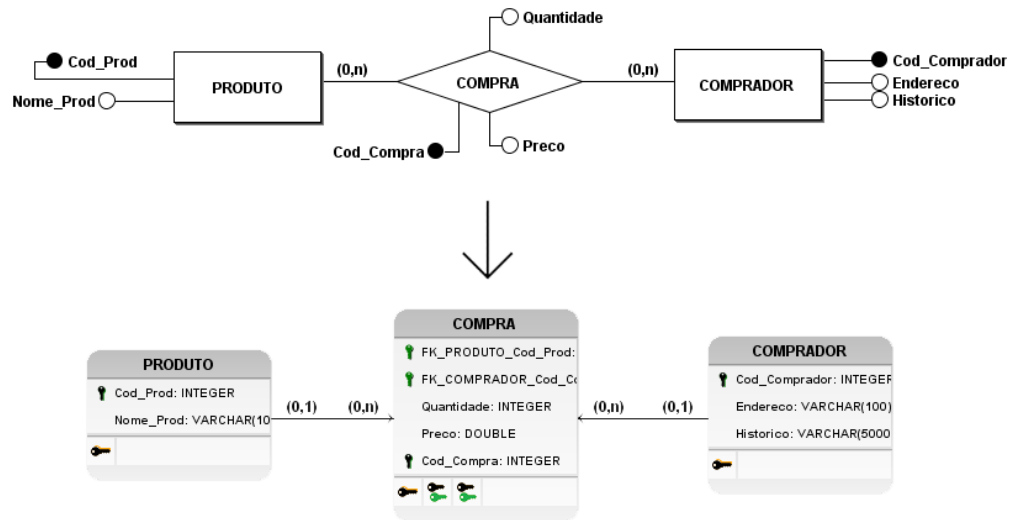 Quantidade
Cod_Prod
Nome_Prod
PRODUTO
(0,n)
COMPRA
(0,n)
COMPRADOR
Cod_Comprador
Endereco
Historico
Cod_Compra
Preco
PRODUTO
Cod_Prod: INTEGER
Nome_Prod: VARCHAR(10
(0,1)
(0,n)
COMPRA
FK_PRODUTO_Cod_Prod:
FK_COMPRADOR_Cod_Co
Quantidade: INTEGER
Preco: DOUBLE
Cod_Compra: INTEGER
(0,n)
(0,1)
COMPRADOR
Cod_Comprador: INTEGER
Endereco: VARCHAR(100)
Historico: VARCHAR(5000